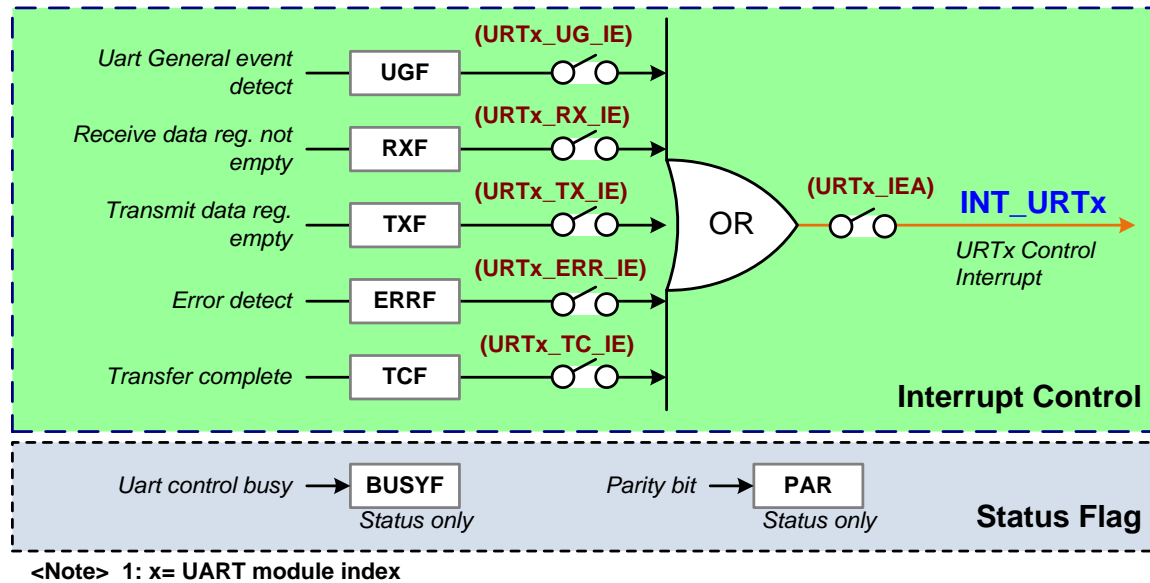 (URTx_UG_IE)
Uart General event
detect
UGF
(URTx_RX_IE)
Receive data reg. not
empty
RXF
(URTx_TX_IE)
Transmit data reg.
empty
TXF
(URTx_ERR_IE)
Error detect
ERRF
(URTx_TC_IE)
Transfer complete
TCF
OR
(URTx_IEA)
INT_URTx
URTx Control
Interrupt
Interrupt Control
Uart control busy
BUSYF
Status only
Parity bit
PAR
Status only
Status Flag
<Note> 1: x= UART module index